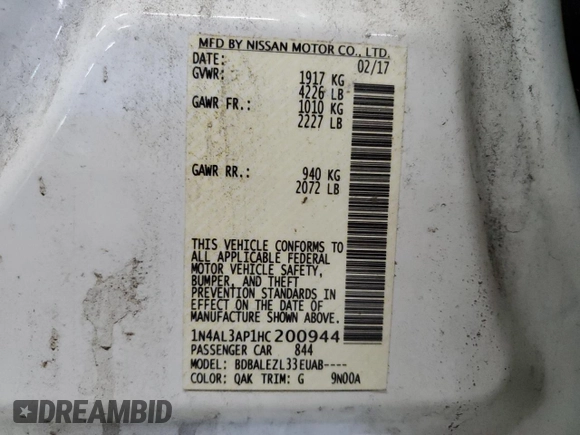 MFD BY NISSAN MOTOR CO., LTD.
DATE: 02/17
GVWR: 1917 KG
4226 LB
GAWR FR.: 1010 KG
2227 LB
GAWR RR.: 940 KG
2072 LB
THIS VEHICLE CONFORMS TO
ALL APPLICABLE FEDERAL
MOTOR VEHICLE SAFETY,
BUMPER, AND THEFT
PREVENTION STANDARDS IN
EFFECT ON THE DATE OF
MANUFACTURE SHOWN ABOVE.
1N4AL3AP1HC200944
PASSENGER CAR 844
MODEL: BDBALEZL33EUAB----
COLOR: QAK TRIM: G 9N00A
DREAMBID